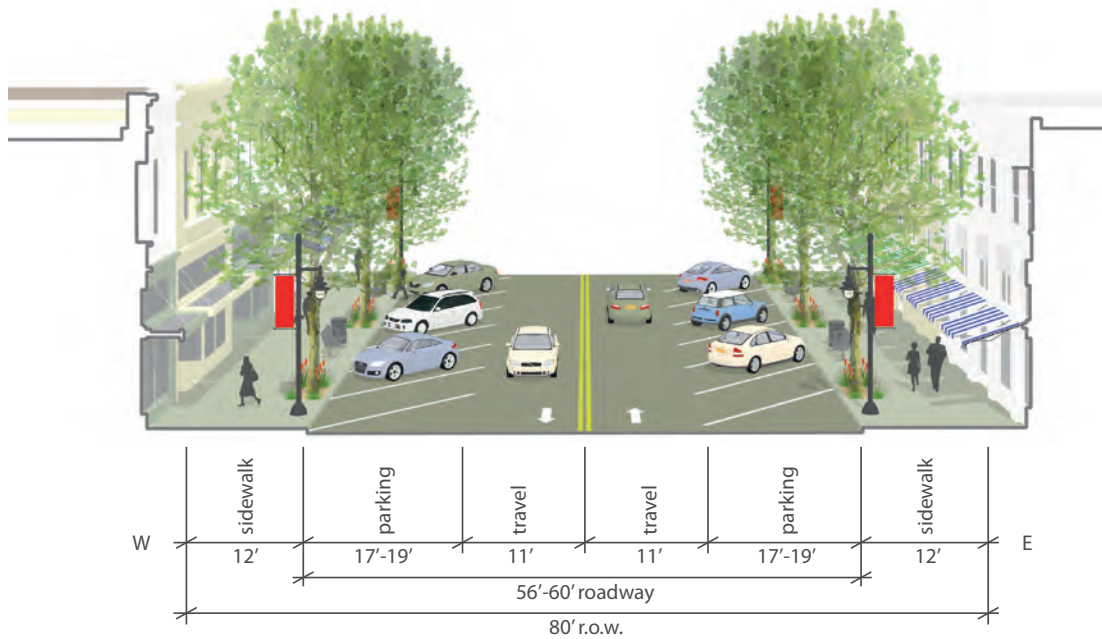 sidewalk
parking
travel
travel
parking
sidewalk
W
12’
17’-19’
11’
11’
17’-19’
12’
E
56’-60’ roadway
80’ r.o.w.